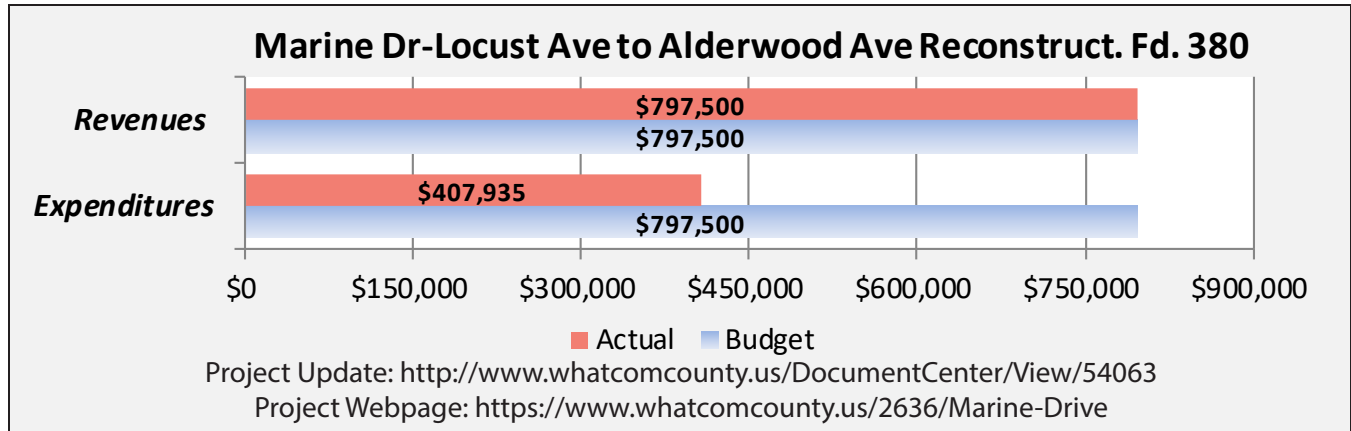 Marine Dr-Locust Ave to Alderwood Ave Reconstruct. Fd. 380
Revenues
$797,500
$797,500
Expenditures
$407,935
$797,500
$0 $150,000 $300,000 $450,000 $600,000 $750,000 $900,000
Actual Budget
Project Update: http://www.whatcomcounty.us/DocumentCenter/View/54063
Project Webpage: https://www.whatcomcounty.us/2636/Marine-Drive